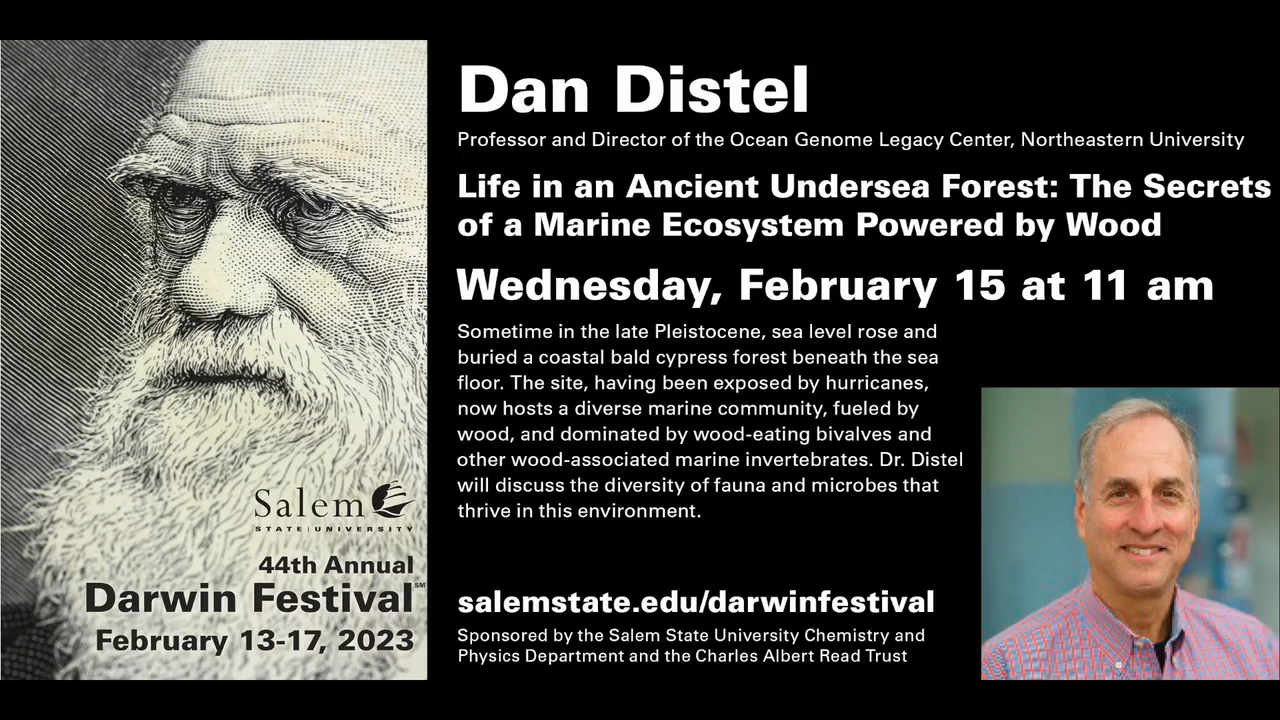 Dan Distel
Professor and Director of the Ocean Genome Legacy Center, Northeastern University
Life in an Ancient Undersea Forest: The Secrets
of a Marine Ecosystem Powered by Wood
Wednesday, February 15 at 11 am
Sometime in the late Pleistocene, sea level rose and
buried a coastal bald cypress forest beneath the sea
floor. The site, having been exposed by hurricanes,
now hosts a diverse marine community, fueled by
wood, and dominated by wood-eating bivalves and
other wood-associated marine invertebrates. Dr. Distel
will discuss the diversity of fauna and microbes that
thrive in this environment.
salemstate.edu/darwinfestival
Sponsored by the Salem State University Chemistry and
Physics Department and the Charles Albert Read Trust
Salem
STATE | UNIVERSITY
44th Annual
Darwin Festival℠
February 13-17, 2023